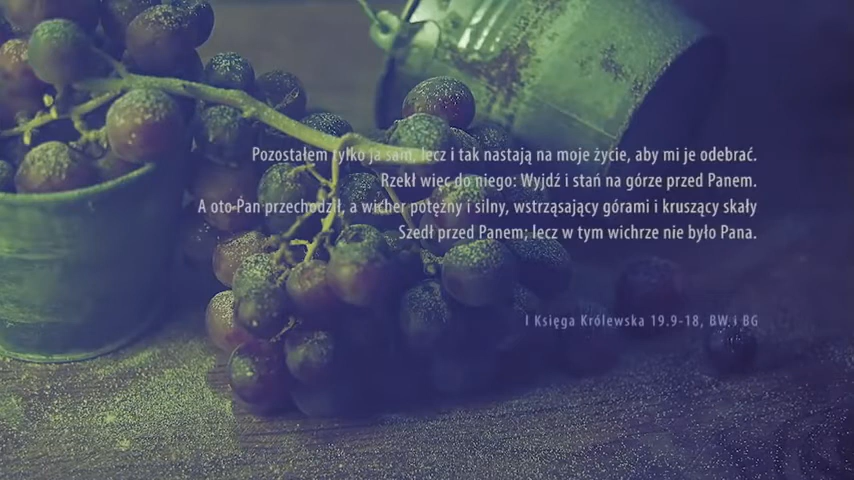 Pozostałem tylko ja sam, lecz i tak nastają na moje życie, aby mi je odebrać.
Rzekł więc do niego: Wyjdź i stań na górze przed Panem.
A oto Pan przechodził, a wicher potężny i silny, wstrząsający górami i kruszący skały
Szedł przed Panem; lecz w tym wichrze nie było Pana.
I Księga Królewska 19.9-18, BW i BG